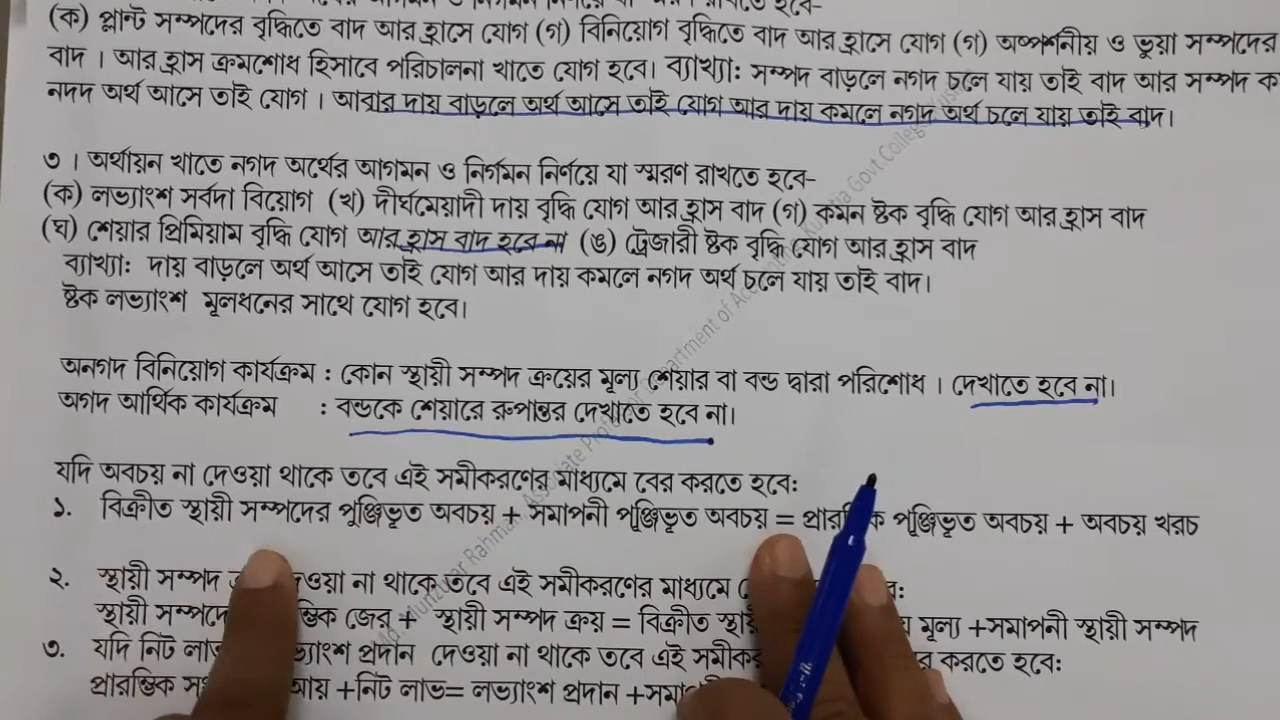 (ক) প্লান্ট সম্পদের বৃদ্ধিতে বাদ আর হ্রাসে যোগ (গ) বিনিয়োগ বৃদ্ধিতে বাদ আর হ্রাসে যোগ (গ) অষ্পর্শনীয় ও ভুয়া সম্পদের
বাদ । আর হ্রাস ক্রমশোধ হিসাবে পরিচালনা খাতে যোগ হবে। ব্যাখ্যাঃ সম্পদ বাড়লে নগদ চলে যায় তাই বাদ আর সম্পদ ক
নদদ অর্থ আসে তাই যোগ । আবার দায় বাড়লে অর্থ আসে তাই যোগ আর দায় কমলে নগদ অর্থ চলে যায় তাই বাদ।
৩ । অর্থায়ন খাতে নগদ অর্থের আগমন ও নির্গমন নির্ণয়ে যা স্মরণ রাখতে হবে-
(ক) লভ্যাংশ সর্বদা বিয়োগ (খ) দীর্ঘমেয়াদী দায় বৃদ্ধি যোগ আর হ্রাস বাদ (গ) কমন ষ্টক বৃদ্ধি যোগ আর হ্রাস বাদ
(ঘ) শেয়ার প্রিমিয়াম বৃদ্ধি যোগ আর হ্রাস বাদ হবে না (ঙ) ট্রেজারী ষ্টক বৃদ্ধি যোগ আর হ্রাস বাদ
ব্যাখ্যাঃ দায় বাড়লে অর্থ আসে তাই যোগ আর দায় কমলে নগদ অর্থ চলে যায় তাই বাদ।
ষ্টক লভ্যাংশ মূলধনের সাথে যোগ হবে।
অনগদ বিনিয়োগ কার্যক্রম : কোন স্থায়ী সম্পদ ক্রয়ের মূল্য শেয়ার বা বন্ড দ্বারা পরিশোধ । দেখাতে হবে না।
অগদ আর্থিক কার্যক্রম : বন্ডকে শেয়ারে রুপান্তর দেখাতে হবে না।
যদি অবচয় না দেওয়া থাকে তবে এই সমীকরণের মাধ্যমে বের করতে হবেঃ
১. বিক্রীত স্থায়ী সম্পদের পুঞ্জিভূত অবচয় + সমাপনী পূঞ্জিভূত অবচয় = প্রারম্ভিক পূঞ্জিভূত অবচয় + অবচয় খরচ
২. স্থায়ী সম্পদ না থাকে তবে এই সমীকরণের মাধ্যমে
স্থায়ী সম্পদের জের + স্থায়ী সম্পদ ক্রয় = বিক্রীত মূল্য +সমাপনী স্থায়ী সম্পদ
৩. যদি নিট প্রদান দেওয়া না থাকে তবে এই করতে হবেঃ
প্রারম্ভিক আয় +নিট লাভ= লভ্যাংশ প্রদান